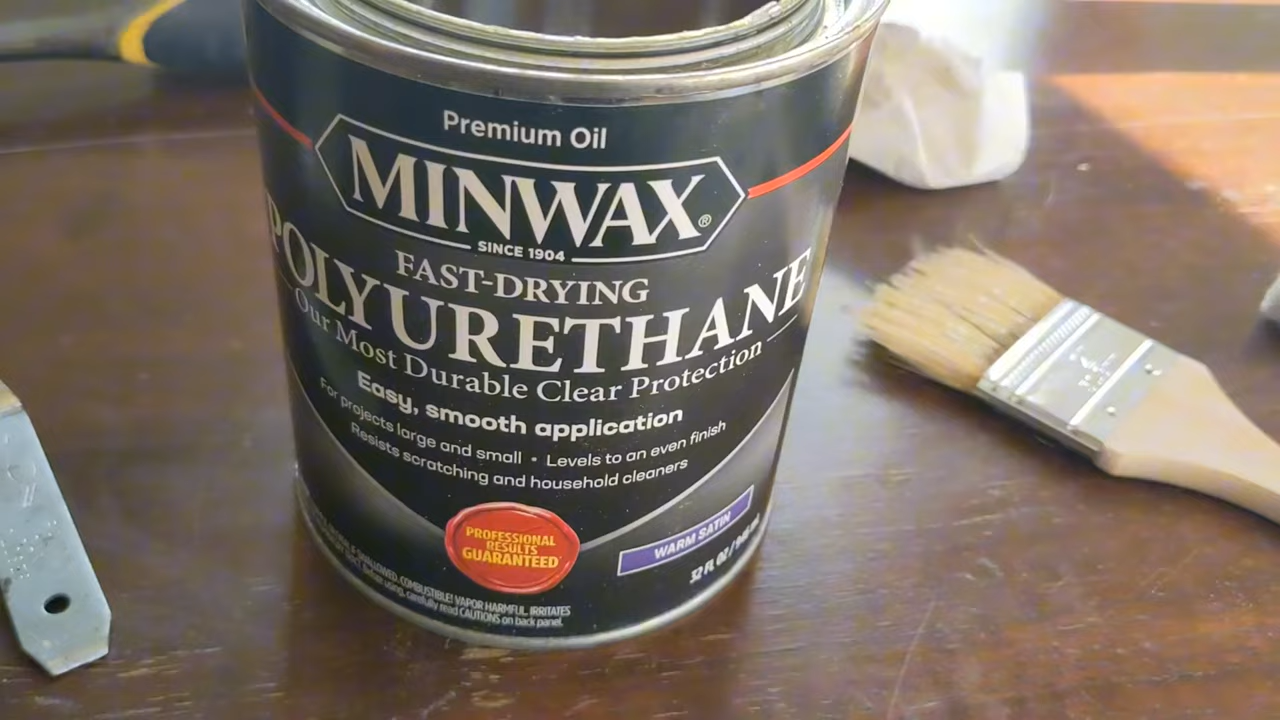 Premium Oil
MINWAX®
SINCE 1904
FAST-DRYING
POLYURETHANE
Our Most Durable Clear Protection
Easy, smooth application
For projects large and small • Levels to an even finish
Resists scratching and household cleaners
PROFESSIONAL
RESULTS
GUARANTEED
WARM SATIN
32 FL OZ /
SWALLOWED. COMBUSTIBLE! VAPOR HARMFUL. IRRITATES
Before using, carefully read CAUTIONS on back panel.